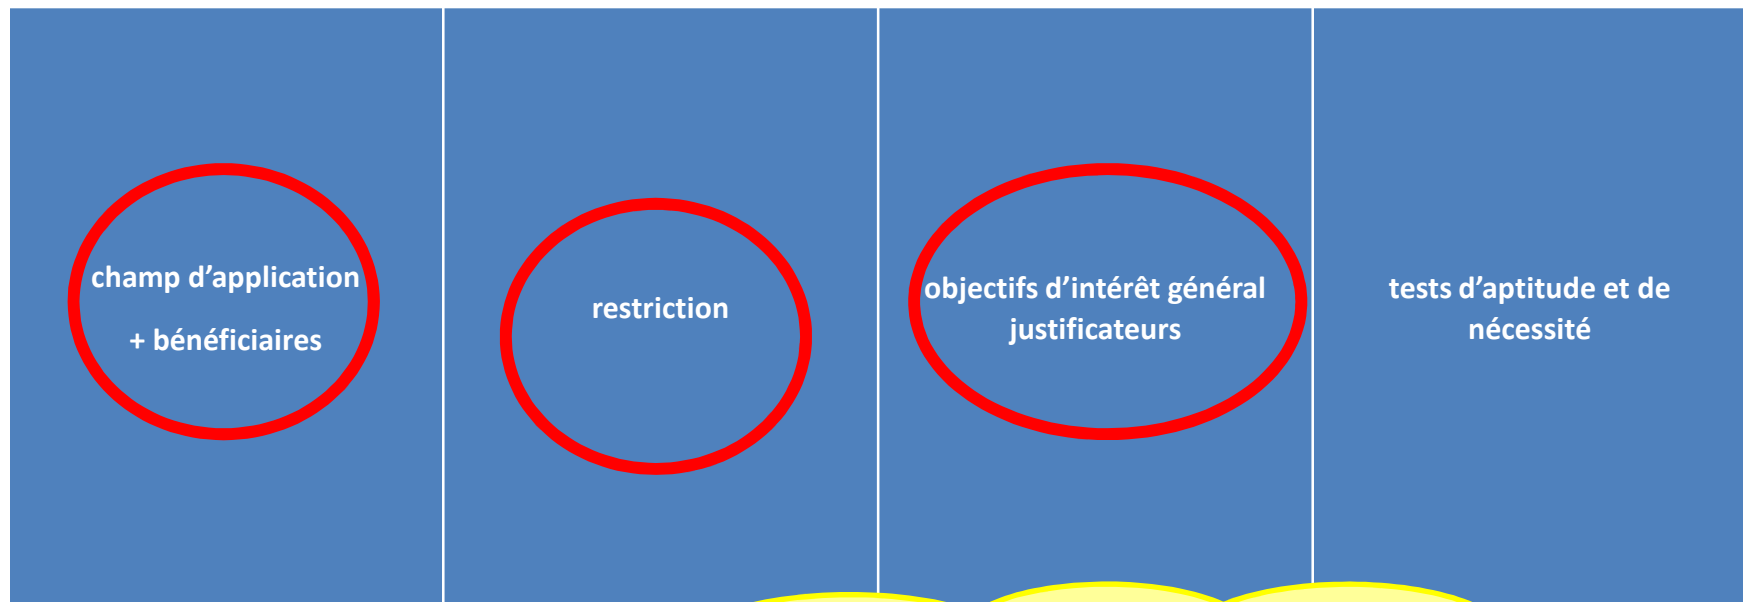 champ d’application
+ bénéficiaires
restriction
objectifs d’intérêt général
justificateurs
tests d’aptitude et de
nécessité